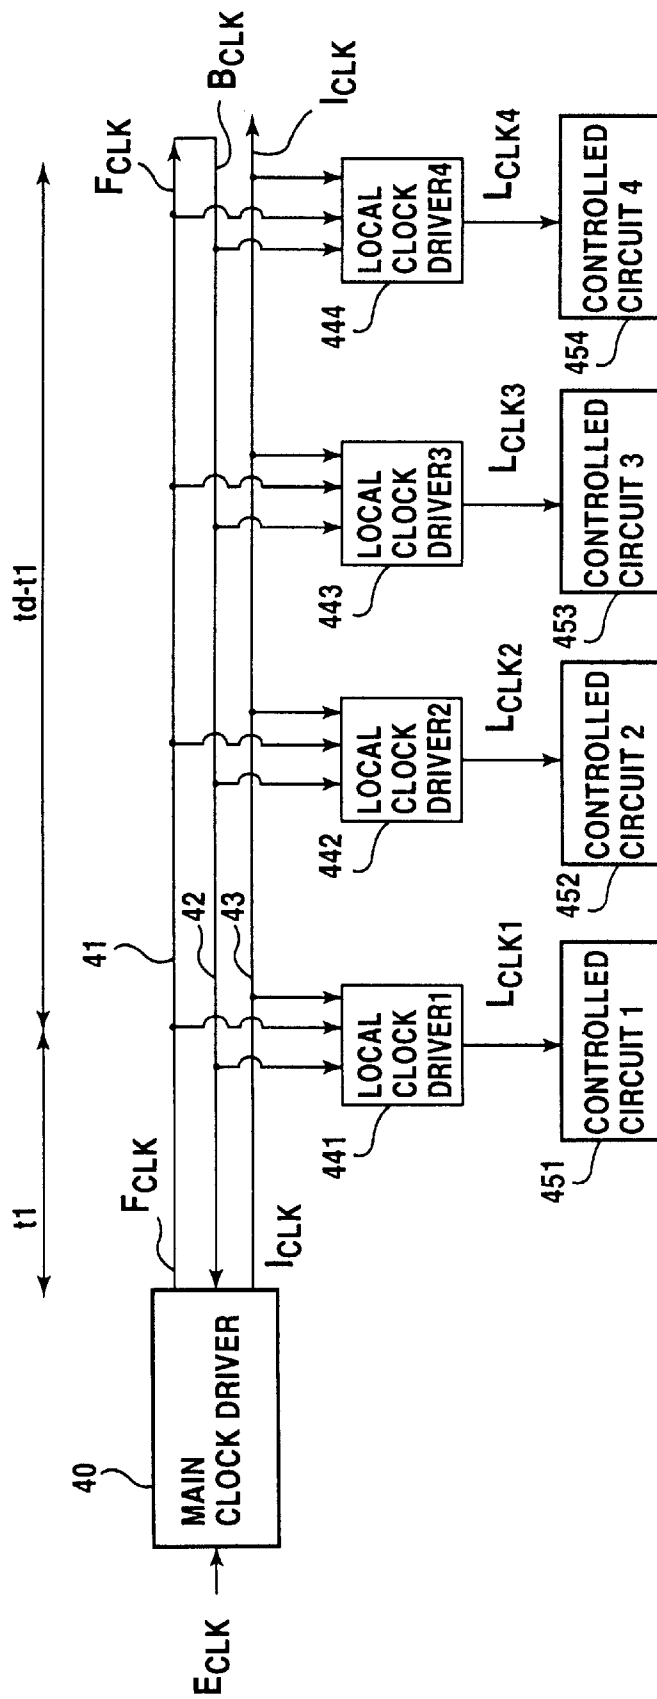 t1
td-t1
FCLK
FCLK
BCLK
ICLK
41
42
43
ICLK
40
MAIN
CLOCK DRIVER
ECLK
441
LOCAL
CLOCK
DRIVER1
442
LOCAL
CLOCK
DRIVER2
443
LOCAL
CLOCK
DRIVER3
444
LOCAL
CLOCK
DRIVER4
LCLK1
LCLK2
LCLK3
LCLK4
451
CONTROLLED
CIRCUIT 1
452
CONTROLLED
CIRCUIT 2
453
CONTROLLED
CIRCUIT 3
454
CONTROLLED
CIRCUIT 4